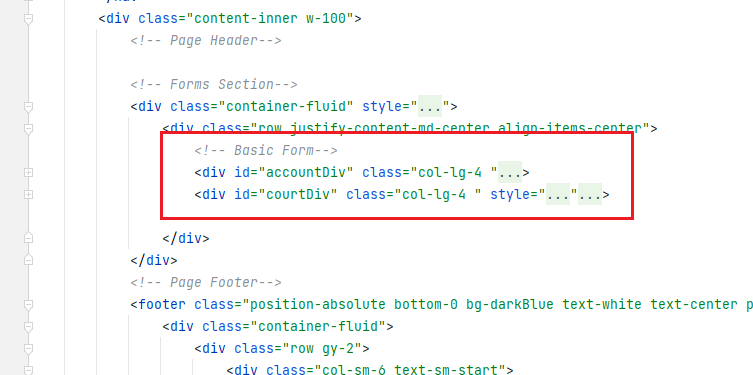 <div class="content-inner w-100">
<!-- Page Header-->
<!-- Forms Section-->
<div class="container-fluid" style="...">
<div class="row justify-content-md-center align-items-center">
<!-- Basic Form-->
<div id="accountDiv" class="col-lg-4 "...>
<div id="courtDiv" class="col-lg-4 " style="..."...>
</div>
</div>
<!-- Page Footer-->
<footer class="position-absolute bottom-0 bg-darkBlue text-white text-center p
<div class="container-fluid">
<div class="row gy-2">
<div class="col-sm-6 text-sm-start">